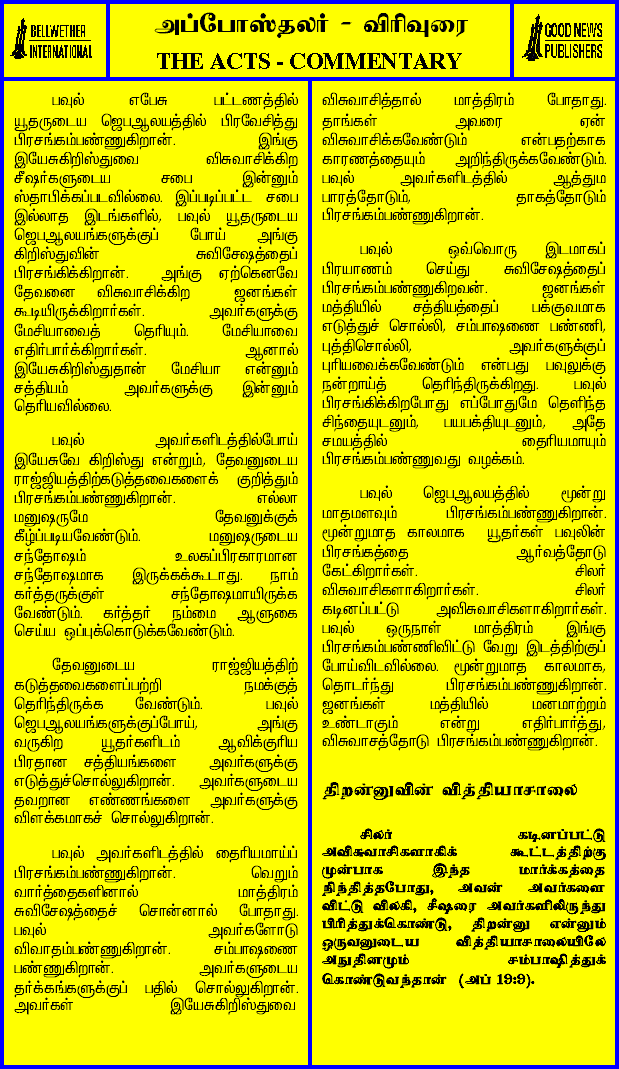 BELLWETHER
INTERNATIONAL
அப்போஸ்தலர் - விரிவுரை
THE ACTS - COMMENTARY
GOOD NEWS
PUBLISHERS
பவுல் எபேசு பட்டணத்தில்
யூதருடைய ஜெபஆலயத்தில் பிரவேசித்து
பிரசங்கம்பண்ணுகிறான். இங்கு
இயேசுகிறிஸ்துவை விசுவாசிக்கிற
சீஷர்களுடைய சபை இன்னும்
ஸ்தாபிக்கப்படவில்லை. இப்படிப்பட்ட சபை
இல்லாத இடங்களில், பவுல் யூதருடைய
ஜெபஆலயங்களுக்குப் போய் அங்கு
கிறிஸ்துவின் சுவிசேஷத்தைப்
பிரசங்கிக்கிறான். அங்கு ஏற்கெனவே
தேவனை விசுவாசிக்கிற ஜனங்கள்
கூடியிருக்கிறார்கள். அவர்களுக்கு
மேசியாவைத் தெரியும். மேசியாவை
எதிர்பார்க்கிறார்கள். ஆனால்
இயேசுகிறிஸ்துதான் மேசியா என்னும்
சத்தியம் அவர்களுக்கு இன்னும்
தெரியவில்லை.
பவுல் அவர்களிடத்தில்போய்
இயேசுவே கிறிஸ்து என்றும், தேவனுடைய
ராஜ்ஜியத்திற்கடுத்தவைகளைக் குறித்தும்
பிரசங்கம்பண்ணுகிறான். எல்லா
மனுஷருமே தேவனுக்குக்
கீழ்ப்படியவேண்டும். மனுஷருடைய
சந்தோஷம் உலகப்பிரகாரமான
சந்தோஷமாக இருக்கக்கூடாது. நாம்
கர்த்தருக்குள் சந்தோஷமாயிருக்க
வேண்டும். கர்த்தர் நம்மை ஆளுகை
செய்ய ஒப்புக்கொடுக்கவேண்டும்.
தேவனுடைய ராஜ்ஜியத்திற்
கடுத்தவைகளைப்பற்றி நமக்குத்
தெரிந்திருக்க வேண்டும். பவுல்
ஜெபஆலயங்களுக்குப்போய், அங்கு
வருகிற யூதர்களிடம் ஆவிக்குரிய
பிரதான சத்தியங்களை அவர்களுக்கு
எடுத்துச்சொல்லுகிறான். அவர்களுடைய
தவறான எண்ணங்களை அவர்களுக்கு
விளக்கமாகச் சொல்லுகிறான்.
பவுல் அவர்களிடத்தில் தைரியமாய்ப்
பிரசங்கம்பண்ணுகிறான். வெறும்
வார்த்தைகளினால் மாத்திரம்
சுவிசேஷத்தைச் சொன்னால் போதாது.
பவுல் அவர்களோடு
விவாதம்பண்ணுகிறான். சம்பாஷணை
பண்ணுகிறான். அவர்களுடைய
தர்க்கங்களுக்குப் பதில் சொல்லுகிறான்.
அவர்கள் இயேசுகிறிஸ்துவை
விசுவாசித்தால் மாத்திரம் போதாது.
தாங்கள் அவரை ஏன்
விசுவாசிக்கவேண்டும் என்பதற்காக
காரணத்தையும் அறிந்திருக்கவேண்டும்.
பவுல் அவர்களிடத்தில் ஆத்தும
பாரத்தோடும், தாகத்தோடும்
பிரசங்கம்பண்ணுகிறான்.
பவுல் ஒவ்வொரு இடமாகப்
பிரயாணம் செய்து சுவிசேஷத்தைப்
பிரசங்கம்பண்ணுகிறவன். ஜனங்கள்
மத்தியில் சத்தியத்தைப் பக்குவமாக
எடுத்துச் சொல்லி, சம்பாஷணை பண்ணி,
புத்திசொல்லி, அவர்களுக்குப்
புரியவைக்கவேண்டும் என்பது பவுலுக்கு
நன்றாய்த் தெரிந்திருக்கிறது. பவுல்
பிரசங்கிக்கிறபோது எப்போதுமே தெளிந்த
சிந்தையுடனும், பயபக்தியுடனும், அதே
சமயத்தில் தைரியமாயும்
பிரசங்கம்பண்ணுவது வழக்கம்.
பவுல் ஜெபஆலயத்தில் மூன்று
மாதமளவும் பிரசங்கம்பண்ணுகிறான்.
மூன்றுமாத காலமாக யூதர்கள் பவுலின்
பிரசங்கத்தை ஆர்வத்தோடு
கேட்கிறார்கள். சிலர்
விசுவாசிகளாகிறார்கள். சிலர்
கடினப்பட்டு அவிசுவாசிகளாகிறார்கள்.
பவுல் ஒருநாள் மாத்திரம் இங்கு
பிரசங்கம்பண்ணிவிட்டு வேறு இடத்திற்குப்
போய்விடவில்லை. மூன்றுமாத காலமாக,
தொடர்ந்து பிரசங்கம்பண்ணுகிறான்.
ஜனங்கள் மத்தியில் மனமாற்றம்
உண்டாகும் என்று எதிர்பார்த்து,
விசுவாசத்தோடு பிரசங்கம்பண்ணுகிறான்.
திறன்னுவின் வித்தியாசாலை
சிலர் கடினப்பட்டு
அவிசுவாசிகளாகிக் கூட்டத்திற்கு
முன்பாக இந்த மார்க்கத்தை
நிந்தித்தபோது, அவன் அவர்களை
விட்டு விலகி, சீஷரை அவர்களிலிருந்து
பிரித்துக்கொண்டு, திறன்னு என்னும்
ஒருவனுடைய வித்தியாசாலையிலே
அநுதினமும் சம்பாஷித்துக்
கொண்டுவந்தான் (அப் 19:9).